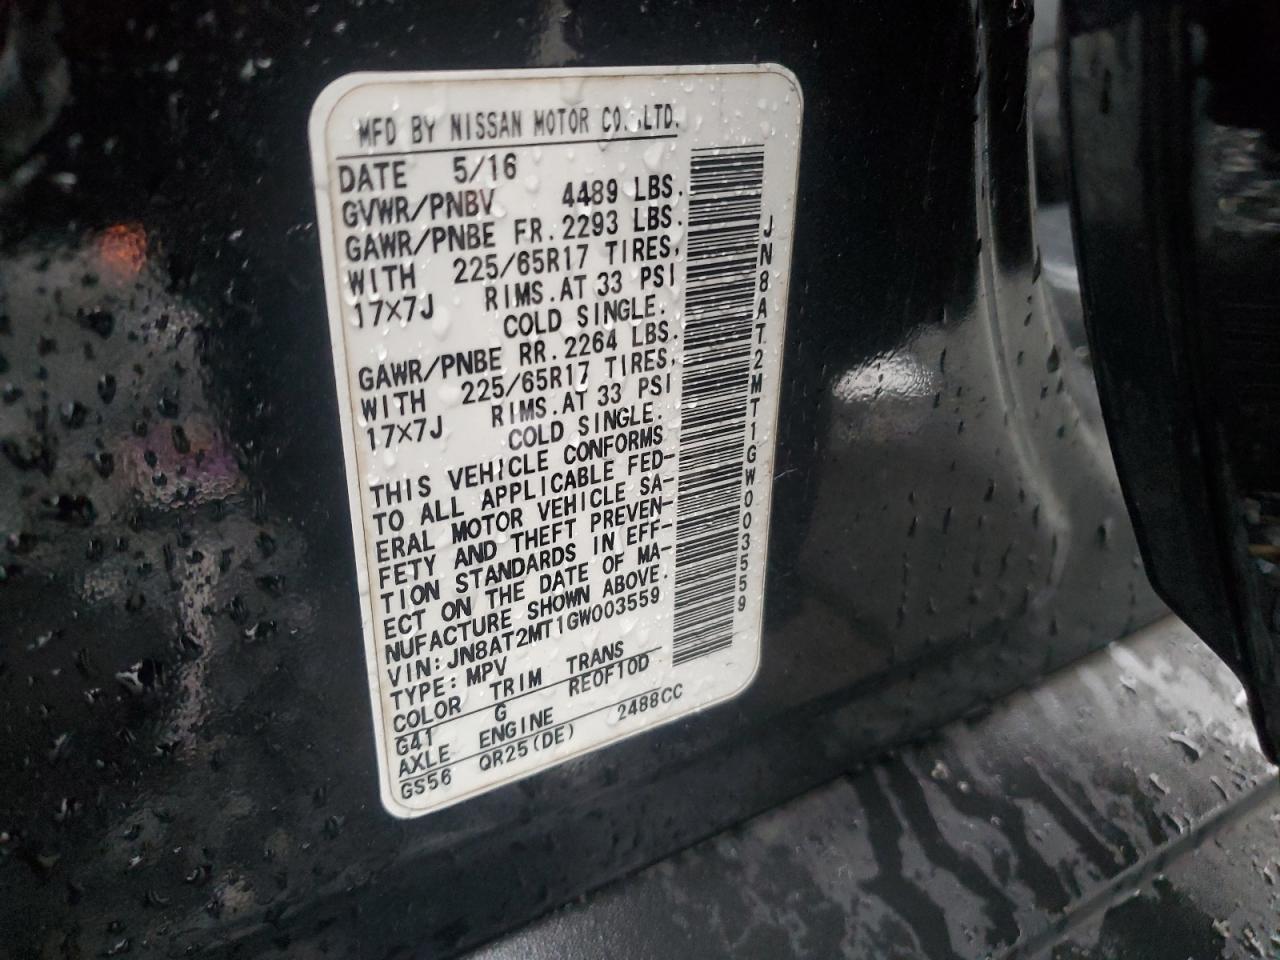 MFD BY NISSAN MOTOR CO.,LTD.
DATE 5/16
GVWR/PNBV 4489 LBS.
GAWR/PNBE FR. 2293 LBS.
WITH 225/65R17 TIRES,
17×7J RIMS.AT 33 PSI
COLD SINGLE.
GAWR/PNBE RR. 2264 LBS.
WITH 225/65R17 TIRES,
17×7J RIMS.AT 33 PSI
COLD SINGLE.
THIS VEHICLE CONFORMS
TO ALL APPLICABLE FED-
ERAL MOTOR VEHICLE SA-
FETY AND THEFT PREVEN-
TION STANDARDS IN EFF-
ECT ON THE DATE OF MA-
NUFACTURE SHOWN ABOVE.
VIN:JN8AT2MT1GW003559
TYPE:MPV
COLOR TRIM TRANS
G41 G RE0F10D
AXLE ENGINE
GS56 QR25(DE) 2488CC
JN8AT2MT1GW003559